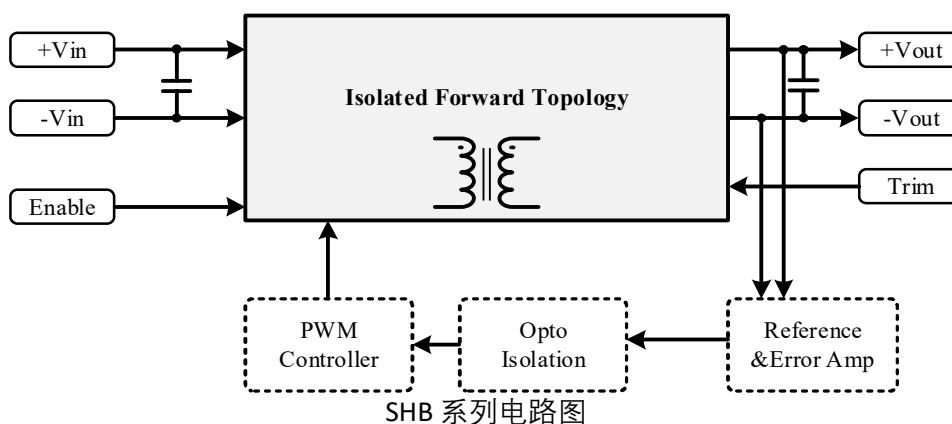 +Vin
-Vin
Enable
Isolated Forward Topology
+Vout
-Vout
Trim
PWM
Controller
Opto
Isolation
Reference
&Error Amp
SHB 系列电路图